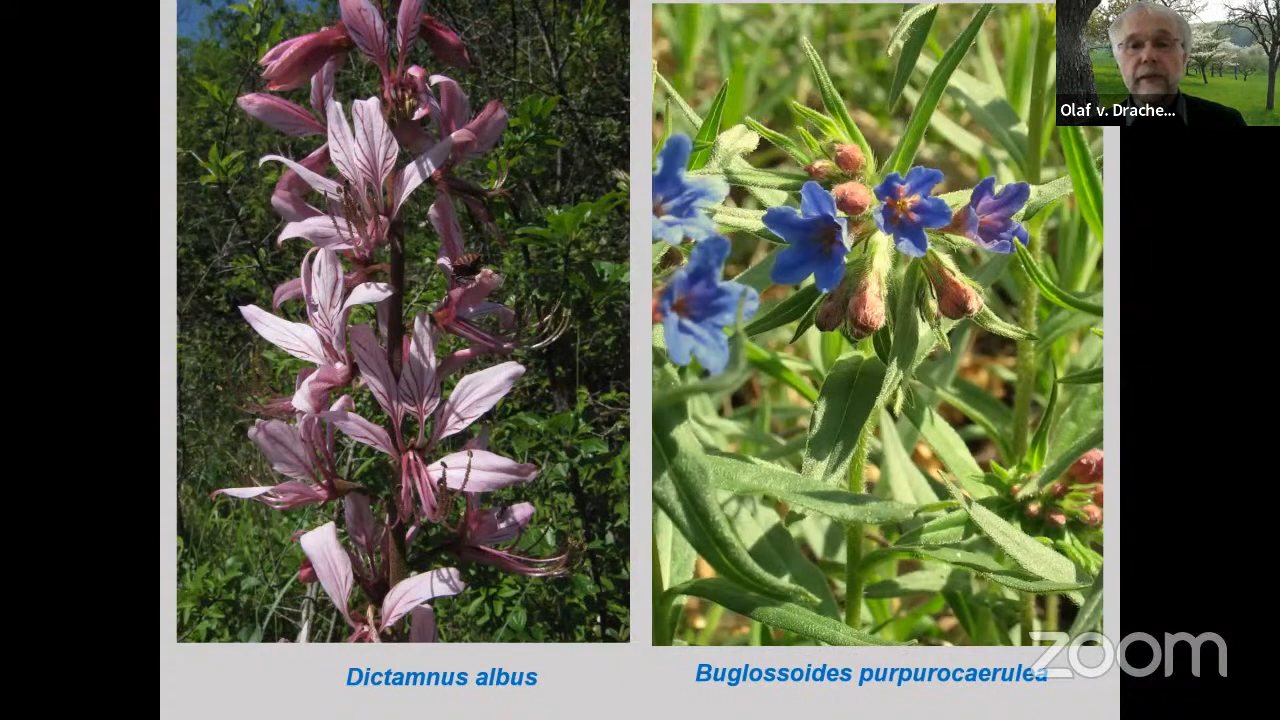 Olaf v. Drache...
Dictamnus albus
Buglossoides purpurocaerulea
zoom